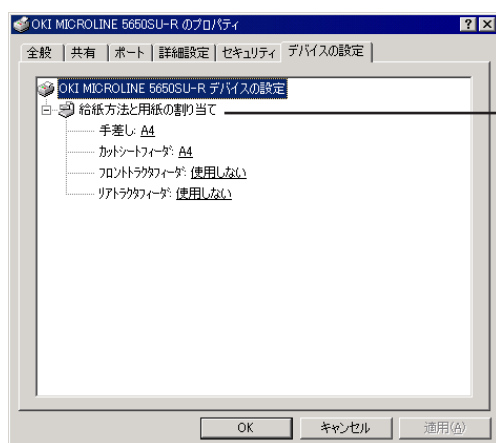 OKI MICROLINE 5650SU-R のプロパティ
全般 共有 ポート 詳細設定 セキュリティ デバイスの設定
OKI MICROLINE 5650SU-R デバイスの設定
給紙方法と用紙の割り当て
手差し: A4
カットシートフィーダ: A4
フロントトラクタフィーダ: 使用しない
リアトラクタフィーダ: 使用しない
OK キャンセル 適用(A)